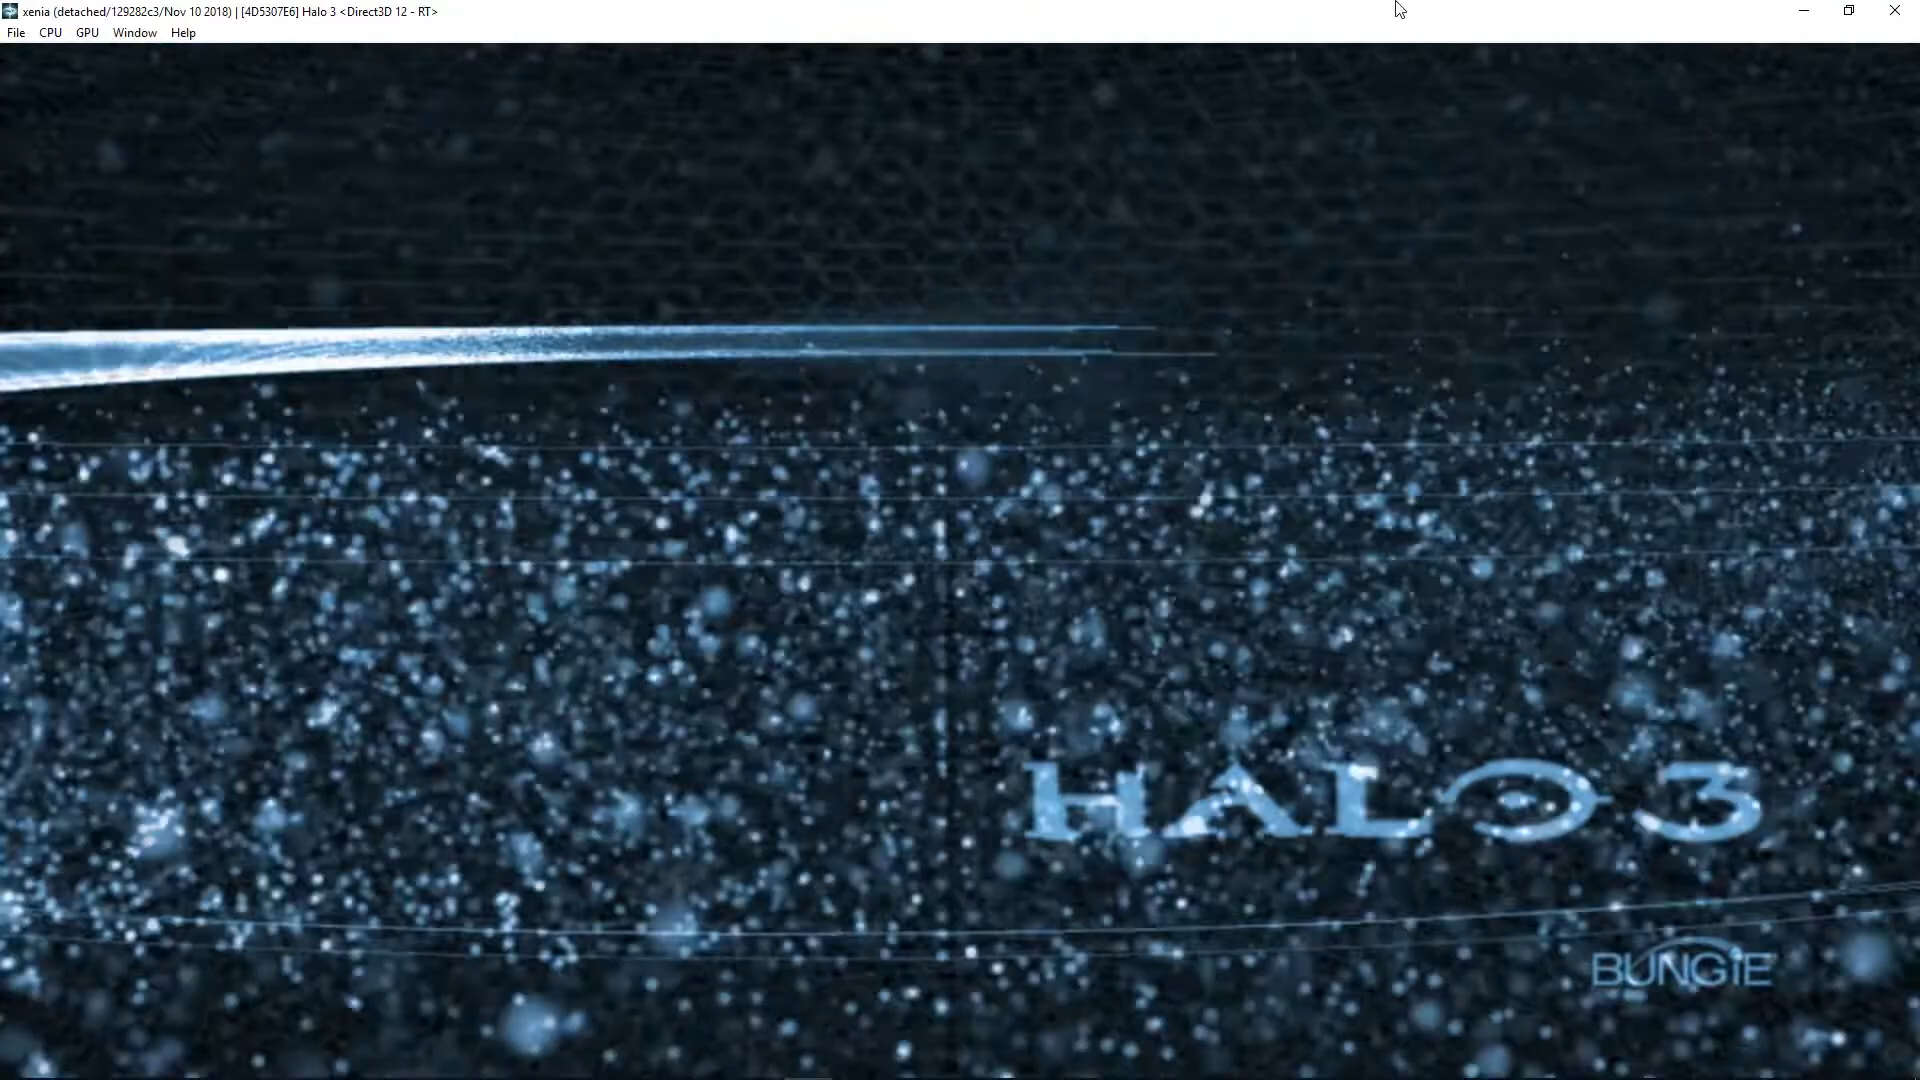 xenia (detached/129282c3/Nov 10 2018) | [4D5307E6] Halo 3 <Direct3D 12 - RT>
File CPU GPU Window Help
HALO 3
BUNGiE